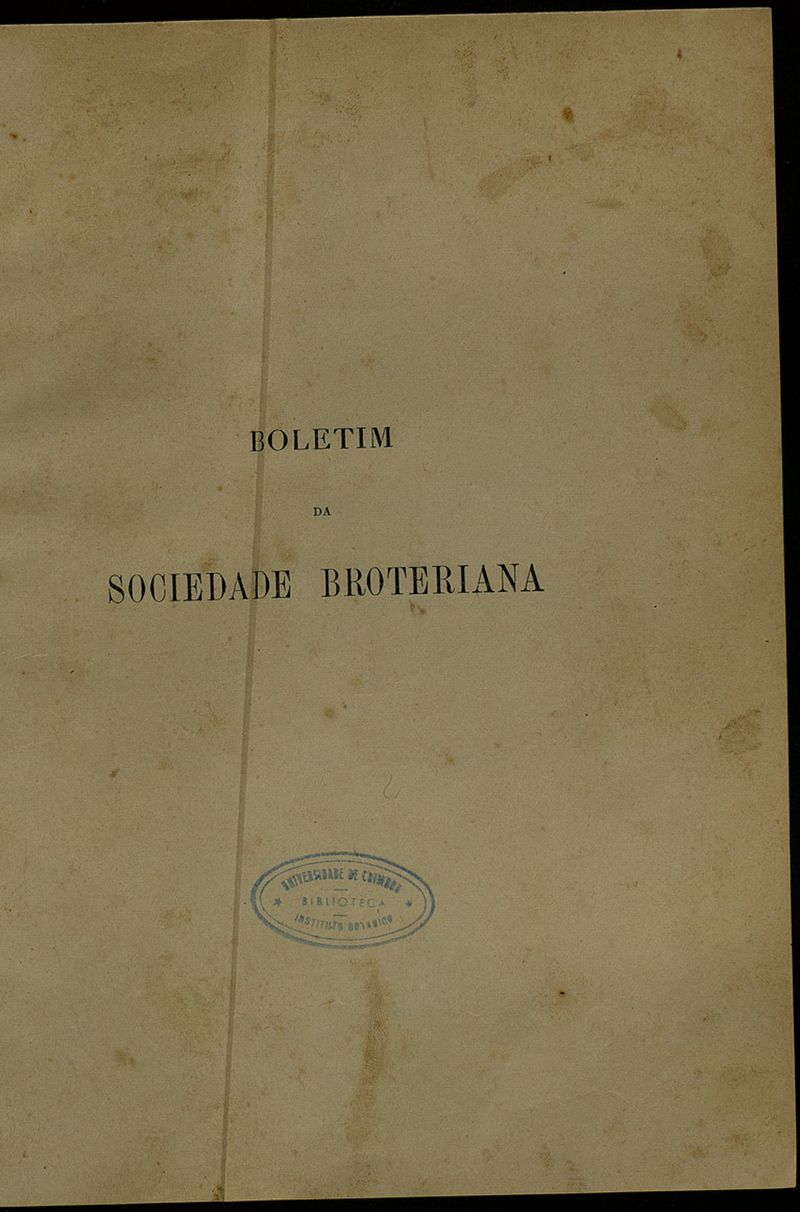 BOLETIM
DA
SOCIEDADE BROTERIANA
UNIVERSIDADE DE COIMBRA
BIBLIOTECA
INSTITUTO BOTANICO